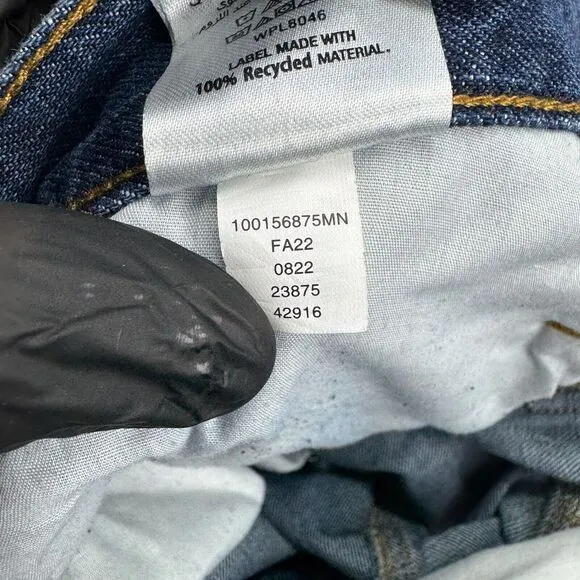 WPL8046
LABEL MADE WITH
100% Recycled MATERIAL.
100156875MN
FA22
0822
23875
42916